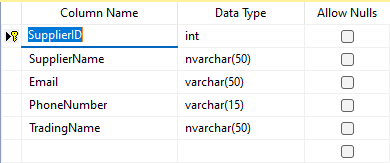 Column Name Data Type Allow Nulls
SupplierID int
SupplierName nvarchar(50)
Email varchar(50)
PhoneNumber varchar(15)
TradingName nvarchar(50)